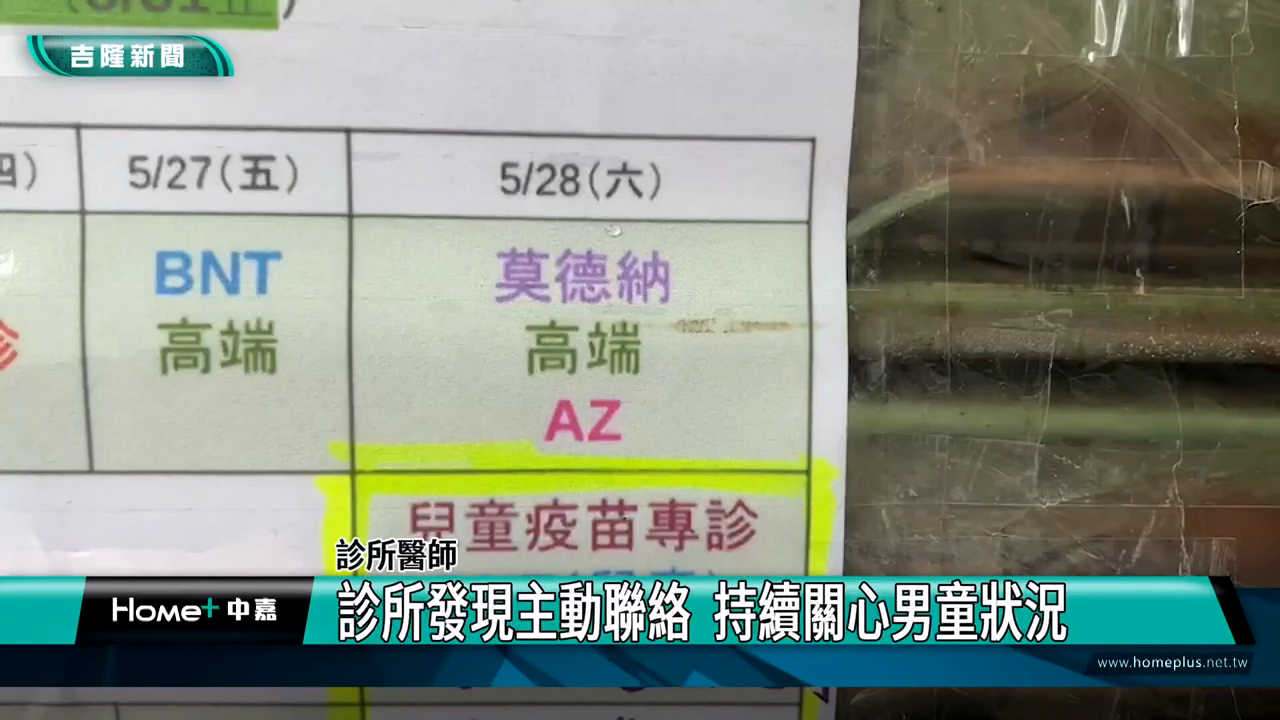 吉隆新聞
5/27(五)
5/28(六)
BNT
高端
莫德納
高端
AZ
兒童疫苗專診
診所醫師
Home+中嘉
診所發現主動聯絡 持續關心男童狀況
www.homeplus.net.tw